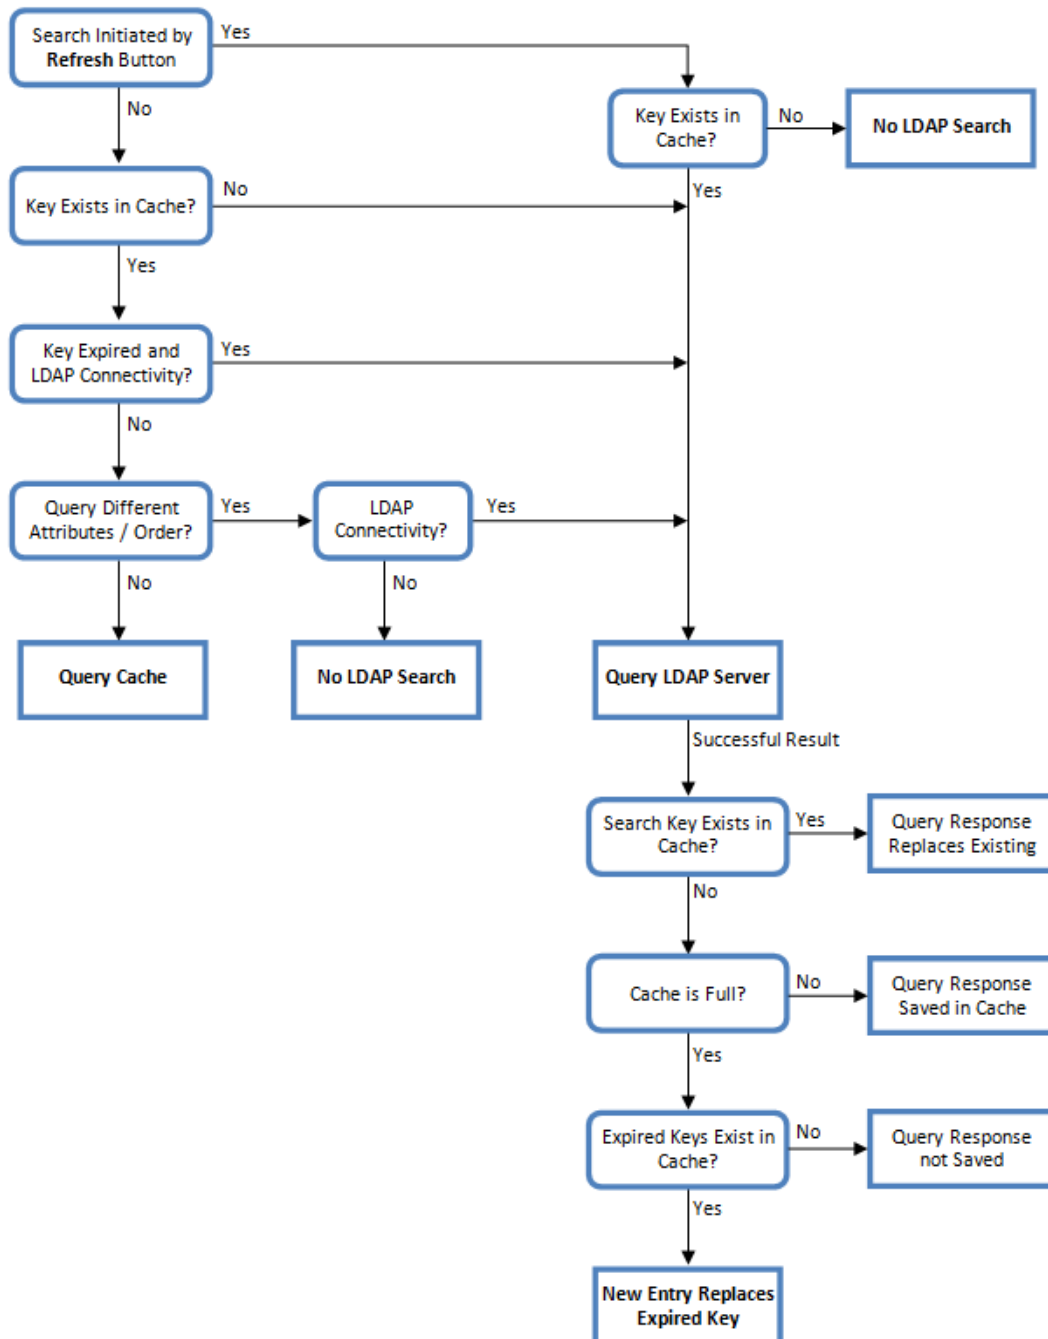 Search Initiated by
Refresh Button
Yes
No
Key Exists in
Cache?
No
No LDAP Search
Yes
Key Exists in Cache?
No
Yes
Key Expired and
LDAP Connectivity?
Yes
No
Query Different
Attributes / Order?
Yes
LDAP
Connectivity?
Yes
No
No
Query Cache
No LDAP Search
Query LDAP Server
Successful Result
Search Key Exists in
Cache?
Yes
Query Response
Replaces Existing
No
Cache is Full?
No
Query Response
Saved in Cache
Yes
Expired Keys Exist in
Cache?
No
Query Response
not Saved
Yes
New Entry Replaces
Expired Key